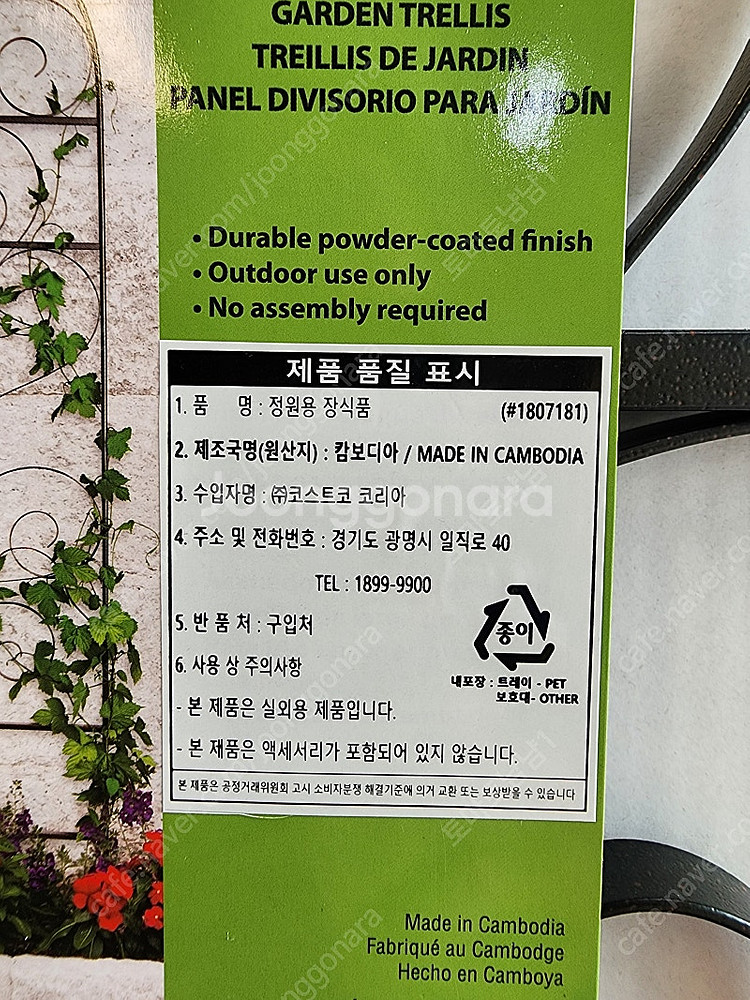 GARDEN TRELLIS
TREILLIS DE JARDIN
PANEL DIVISORIO PARA JARDÍN
• Durable powder-coated finish
• Outdoor use only
• No assembly required
제품 품질 표시
1. 품 명 : 정원용 장식품 (#1807181)
2. 제조국명(원산지) : 캄보디아 / MADE IN CAMBODIA
3. 수입자명 : ㈜코스트코 코리아
4. 주소 및 전화번호 : 경기도 광명시 일직로 40
TEL : 1899-9900
5. 반 품 처 : 구입처
종이
6. 사용 상 주의사항
내포장 : 트레이 - PET
보호대- OTHER
- 본 제품은 실외용 제품입니다.
- 본 제품은 액세서리가 포함되어 있지 않습니다.
본 제품은 공정거래위원회 고시 소비자분쟁 해결기준에 의거 교환 또는 보상받을 수 있습니다
Made in Cambodia
Fabriqué au Cambodge
Hecho en Camboya
joonggonara